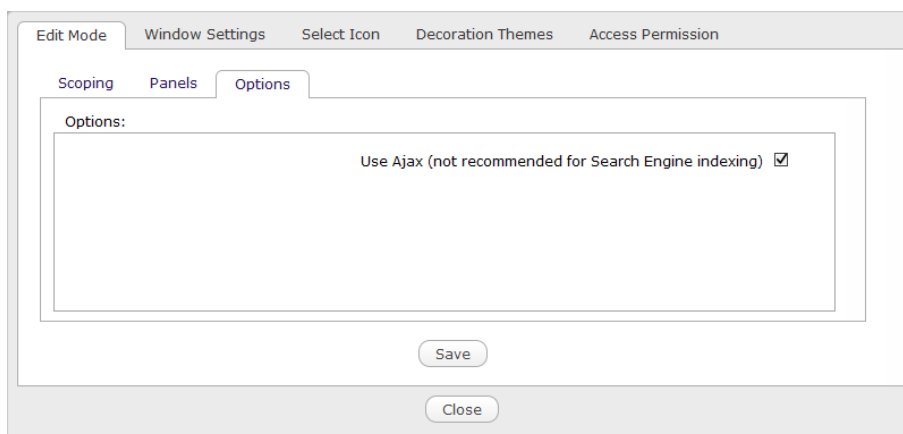 Edit Mode Window Settings Select Icon Decoration Themes Access Permission
Scoping Panels Options
Options:
Use Ajax (not recommended for Search Engine indexing)
Save
Close